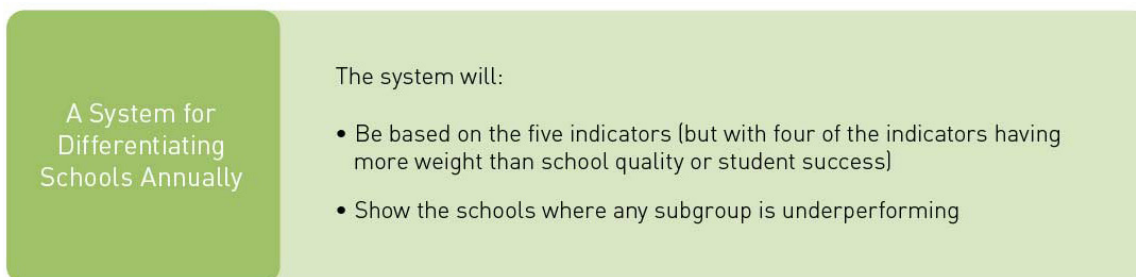 A System for
Differentiating
Schools Annually
The system will:
• Be based on the five indicators (but with four of the indicators having
more weight than school quality or student success)
• Show the schools where any subgroup is underperforming